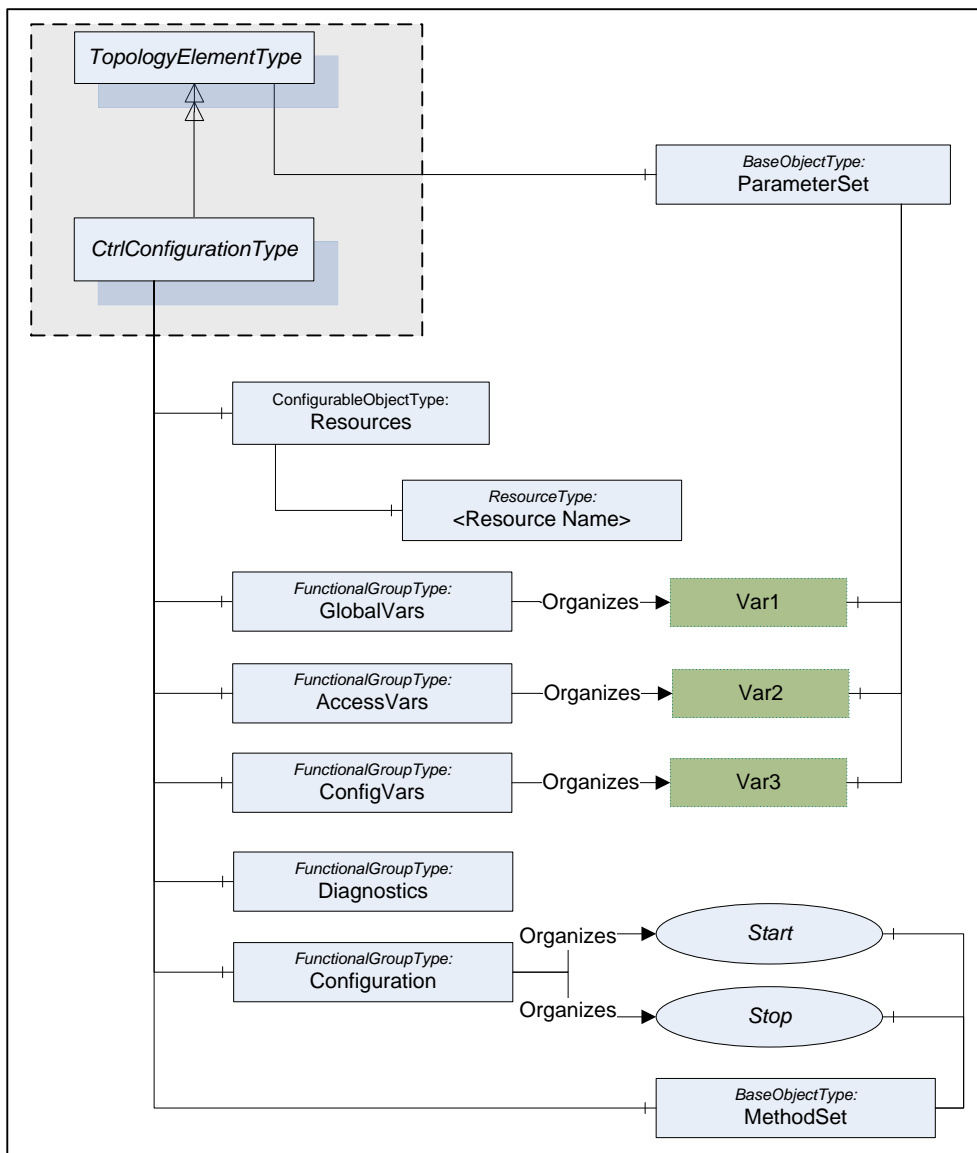 TopologyElementType
BaseObjectType:
ParameterSet
CtrlConfigurationType
ConfigurableObjectType:
Resources
ResourceType:
<Resource Name>
FunctionalGroupType:
GlobalVars
Organizes
Var1
FunctionalGroupType:
AccessVars
Organizes
Var2
FunctionalGroupType:
ConfigVars
Organizes
Var3
FunctionalGroupType:
Diagnostics
FunctionalGroupType:
Configuration
Organizes
Start
Organizes
Stop
BaseObjectType:
MethodSet